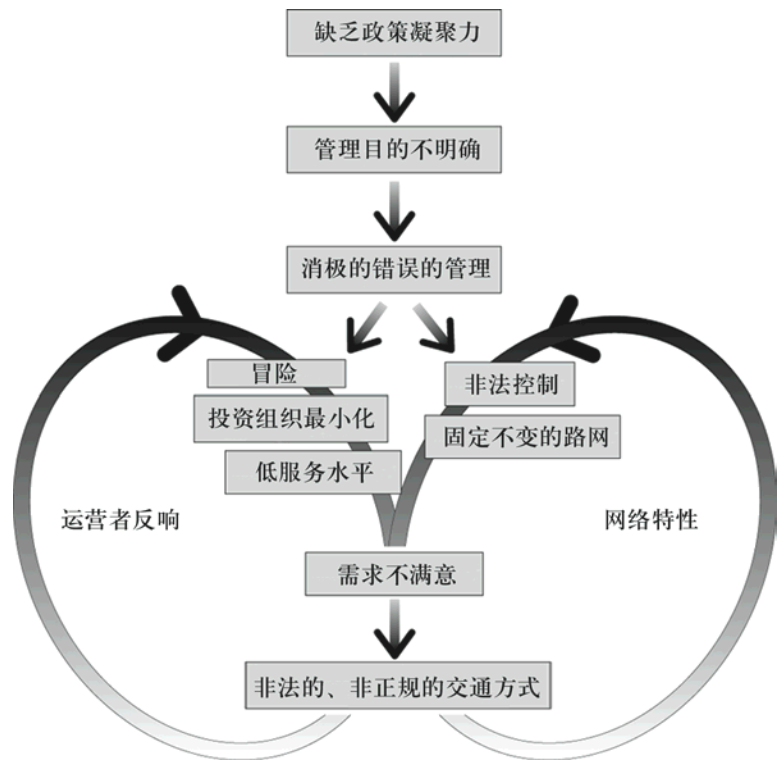 缺乏政策凝聚力
管理目的不明确
消极的错误的管理
冒险
非法控制
投资组织最小化
固定不变的路网
低服务水平
运营者反响
网络特性
需求不满意
非法的、非正规的交通方式